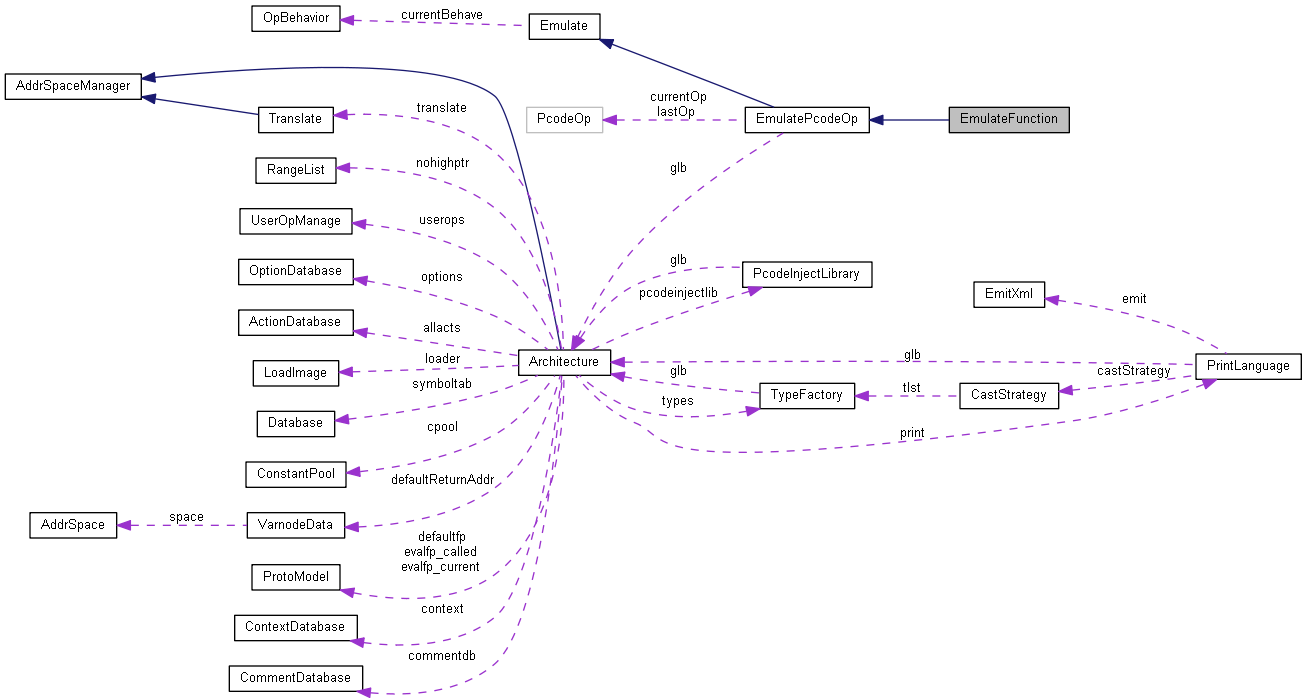 OpBehavior
currentBehave
Emulate
AddrSpaceManager
Translate
translate
PcodeOp
currentOp
lastOp
EmulatePcodeOp
EmulateFunction
RangeList
nohighptr
glb
UserOpManage
userops
OptionDatabase
options
glb
PcodeInjectLibrary
pcodeinjectlib
EmitXml
emit
ActionDatabase
allacts
LoadImage
loader
Architecture
glb
PrintLanguage
glb
castStrategy
symboltab
types
TypeFactory
tlst
CastStrategy
Database
cpool
print
ConstantPool
defaultReturnAddr
AddrSpace
space
VarnodeData
defaultfp
evalfp_called
evalfp_current
ProtoModel
context
ContextDatabase
commentdb
CommentDatabase